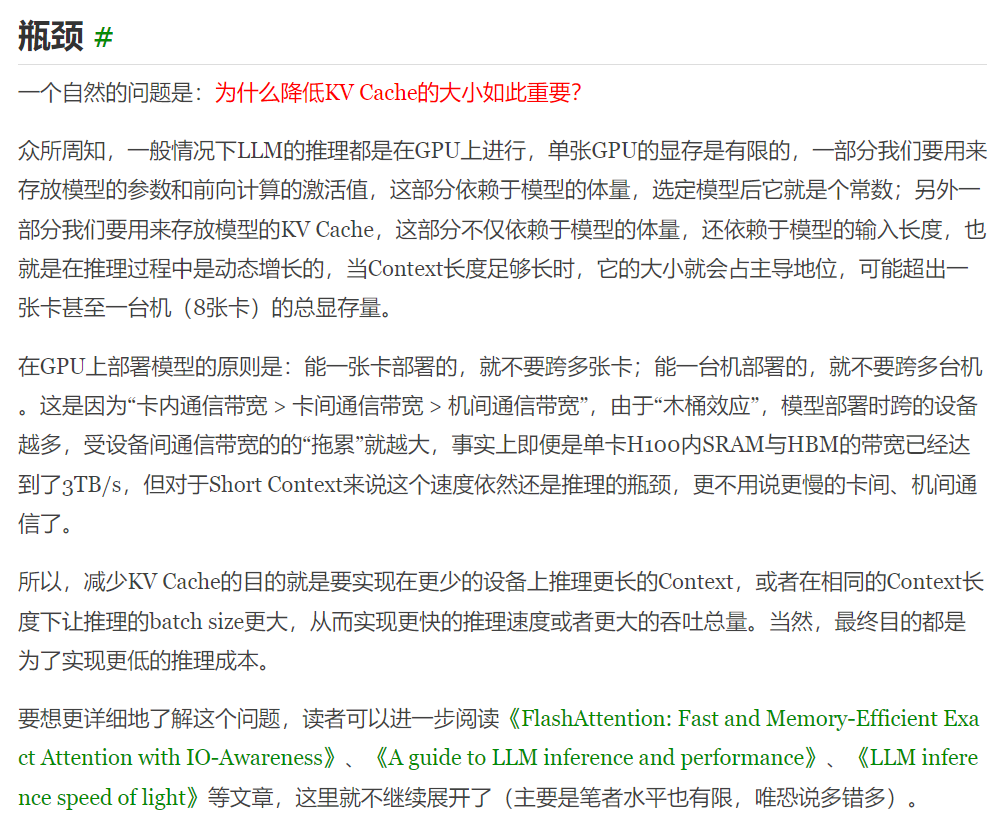 瓶颈 #
一个自然的问题是：为什么降低KV Cache的大小如此重要？
众所周知，一般情况下LLM的推理都是在GPU上进行，单张GPU的显存是有限的，一部分我们要用来
存放模型的参数和前向计算的激活值，这部分依赖于模型的体量，选定模型后它就是个常数；另外一
部分我们要用来存放模型的KV Cache，这部分不仅依赖于模型的体量，还依赖于模型的输入长度，也
就是在推理过程中是动态增长的，当Context长度足够长时，它的大小就会占主导地位，可能超出一
张卡甚至一台机（8张卡）的总显存量。
在GPU上部署模型的原则是：能一张卡部署的，就不要跨多张卡；能一台机部署的，就不要跨多台机
。这是因为“卡内通信带宽 > 卡间通信带宽 > 机间通信带宽”，由于“木桶效应”，模型部署时跨的设备
越多，受设备间通信带宽的的“拖累”就越大，事实上即便是单卡H100内SRAM与HBM的带宽已经达
到了3TB/s，但对于Short Context来说这个速度依然还是推理的瓶颈，更不用说更慢的卡间、机间通
信了。
所以，减少KV Cache的目的就是要实现在更少的设备上推理更长的Context，或者在相同的Context长
度下让推理的batch size更大，从而实现更快的推理速度或者更大的吞吐总量。当然，最终目的都是
为了实现更低的推理成本。
要想更详细地了解这个问题，读者可以进一步阅读《FlashAttention: Fast and Memory-Efficient Exa
ct Attention with IO-Awareness》、《A guide to LLM inference and performance》、《LLM infere
nce speed of light》等文章，这里就不继续展开了（主要是笔者水平也有限，唯恐说多错多）。